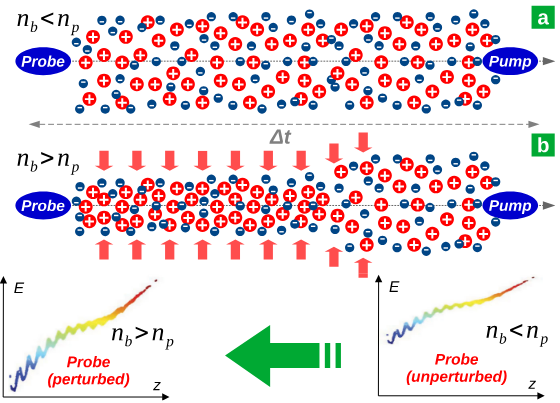 n_b < n_p
a
Probe
Pump
Δt
n_b > n_p
b
Probe
Pump
E
n_b > n_p
Probe
(perturbed)
z
E
n_b < n_p
Probe
(unperturbed)
z